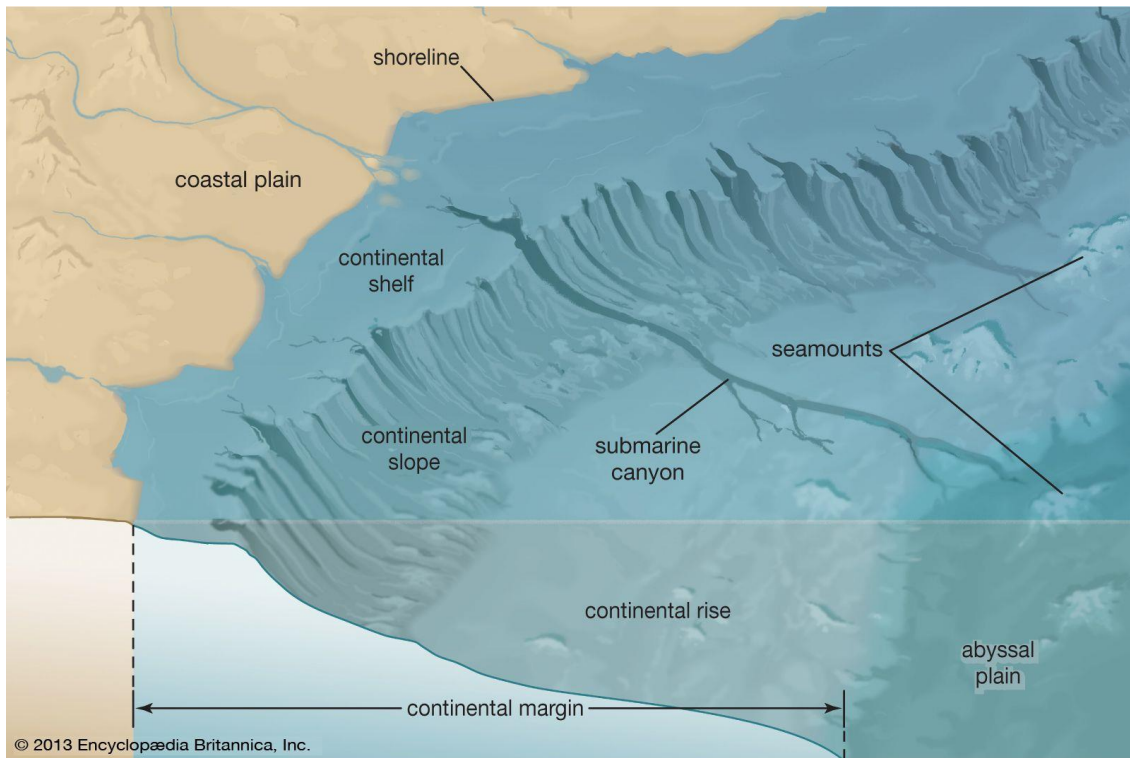 shoreline
coastal plain
continental
shelf
seamounts
continental
slope
submarine
canyon
continental rise
abyssal
plain
continental margin
© 2013 Encyclopædia Britannica, Inc.